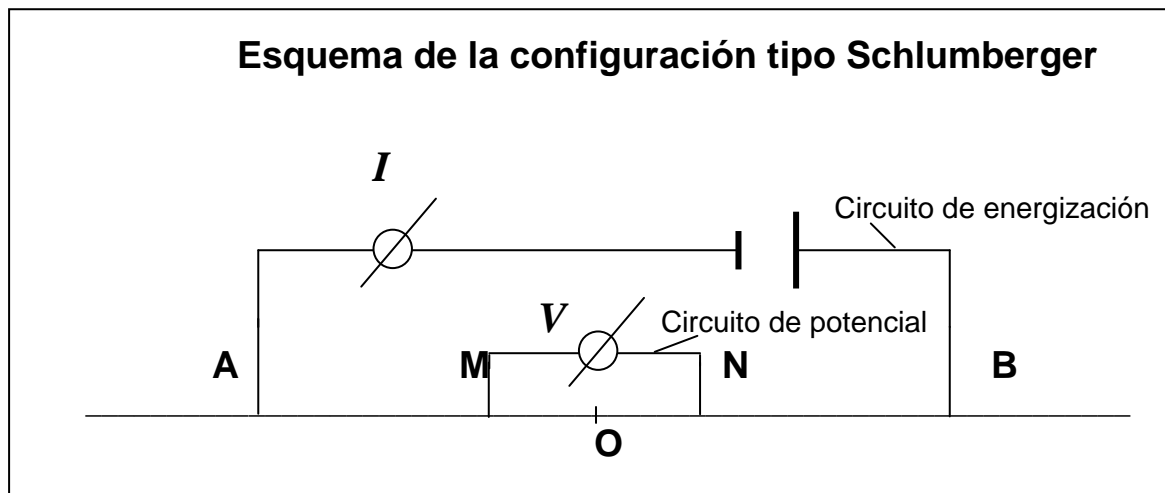 Esquema de la configuración tipo Schlumberger
I
Circuito de energización
V
Circuito de potencial
A
M
N
B
O